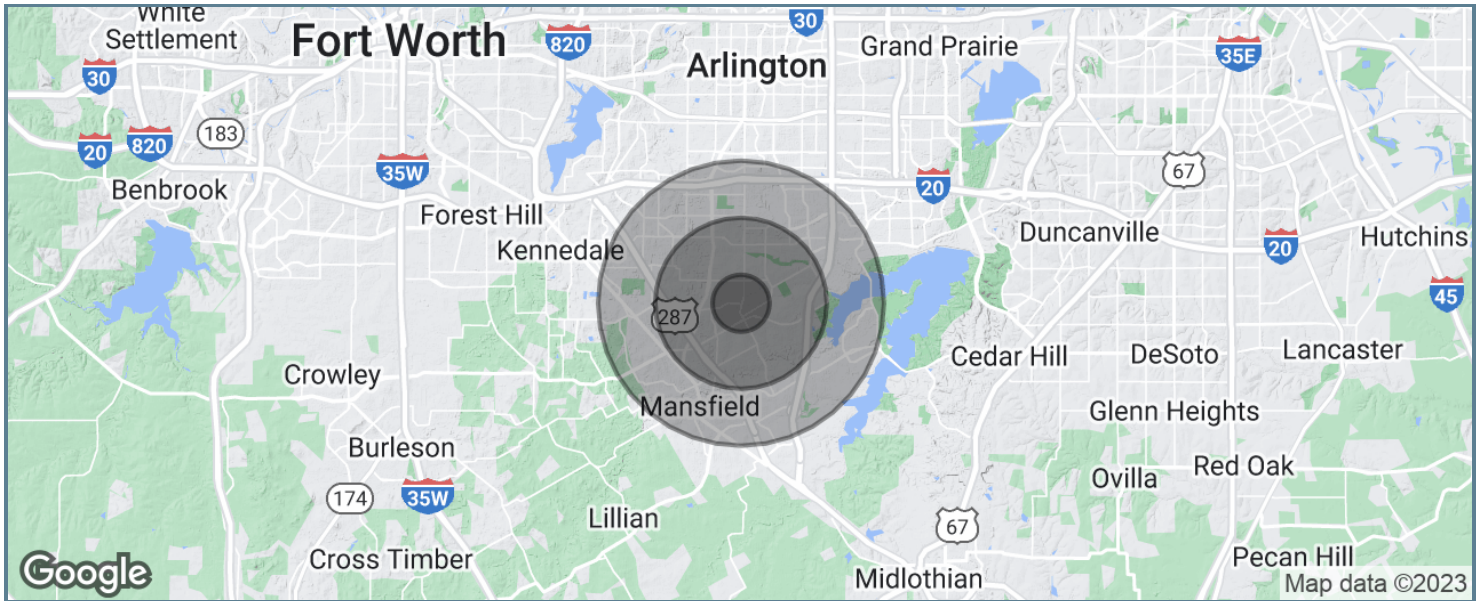 White
Settlement
Fort Worth
820
30
Grand Prairie
35E
Arlington
30
183
20
820
35W
67
Benbrook
20
Forest Hill
Duncanville
Kennedale
20
Hutchins
45
287
Cedar Hill
DeSoto
Lancaster
Crowley
Mansfield
Glenn Heights
Burleson
Red Oak
Ovilla
174
35W
Lillian
67
Cross Timber
Pecan Hill
Midlothian
Google
Map data ©2023